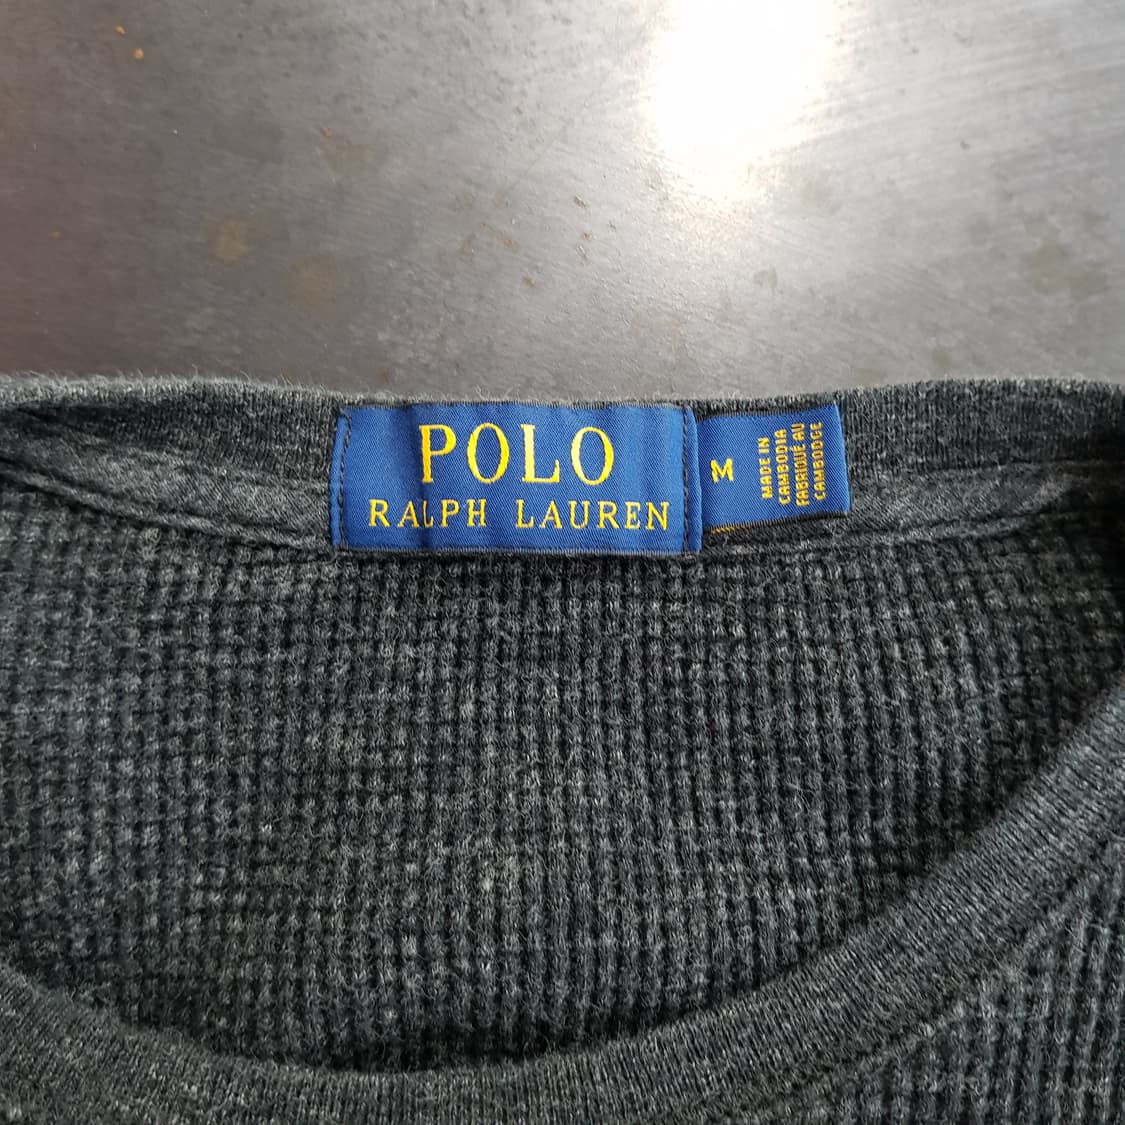 POLO
RALPH LAUREN
M
MADE IN
CAMBODIA
FABRIQUÉ AU
CAMBODGE